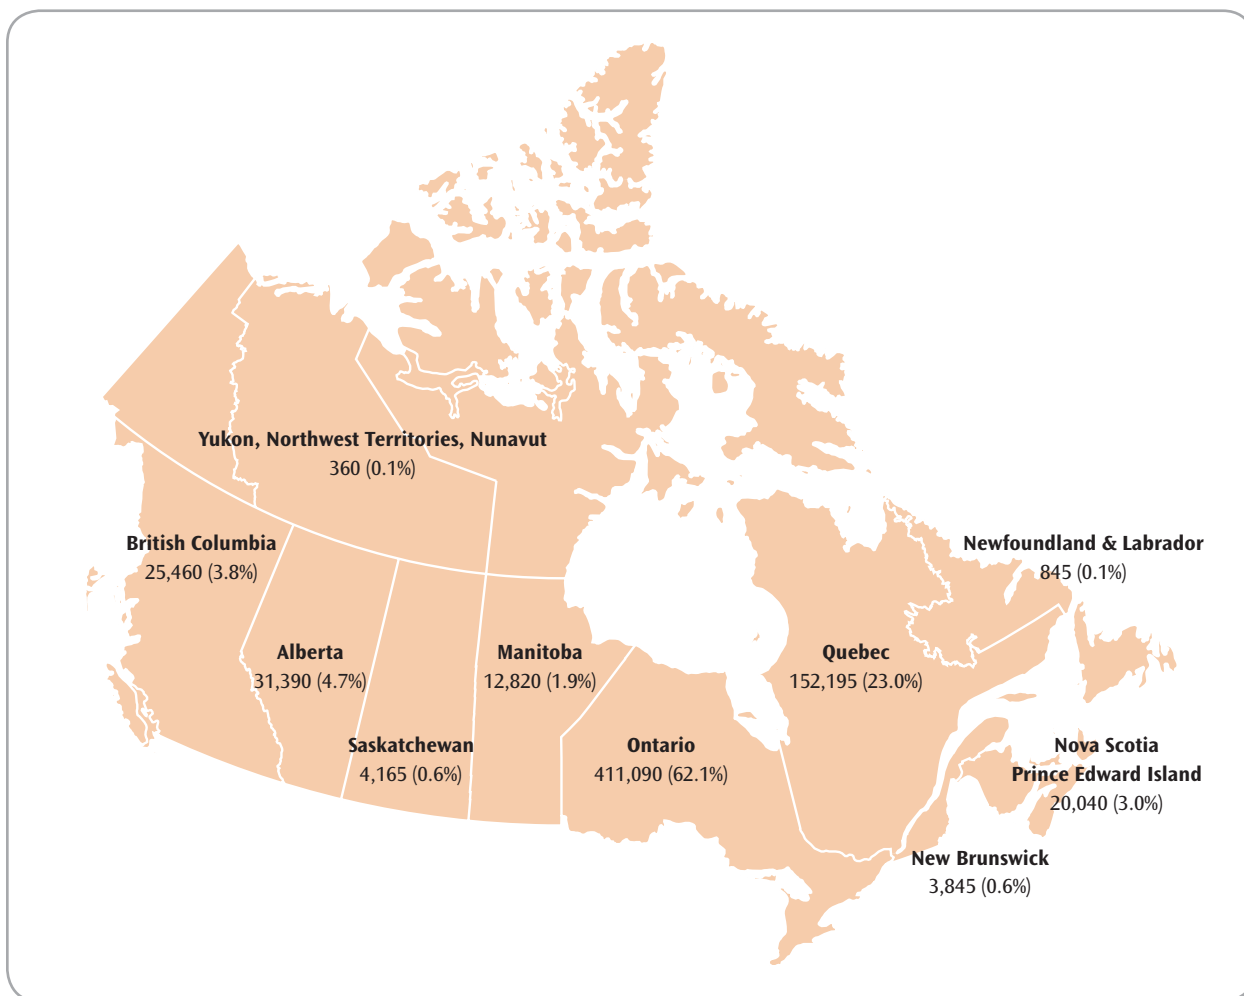 Yukon, Northwest Territories, Nunavut
360 (0.1%)
British Columbia
25,460 (3.8%)
Newfoundland & Labrador
845 (0.1%)
Alberta
31,390 (4.7%)
Manitoba
12,820 (1.9%)
Quebec
152,195 (23.0%)
Saskatchewan
4,165 (0.6%)
Ontario
411,090 (62.1%)
Nova Scotia
Prince Edward Island
20,040 (3.0%)
New Brunswick
3,845 (0.6%)